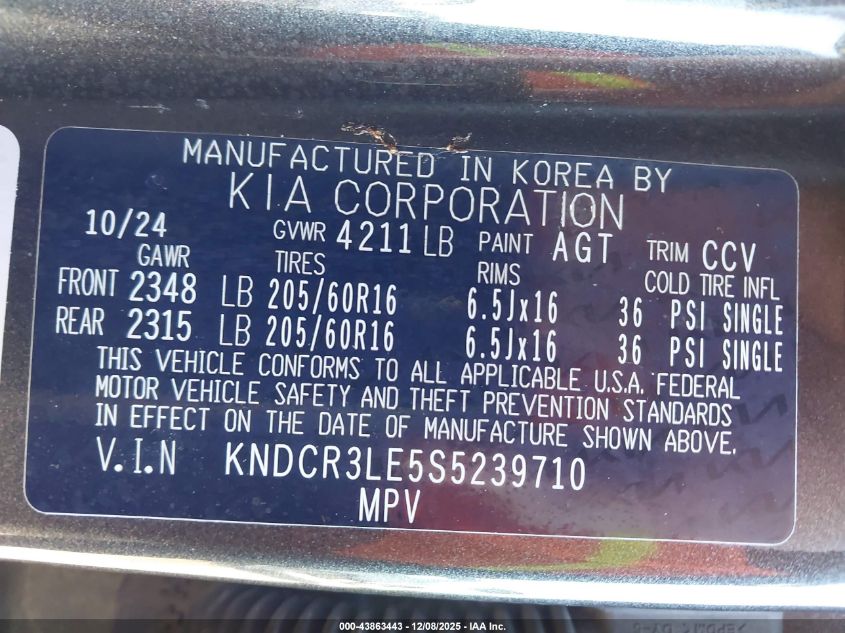 MANUFACTURED IN KOREA BY
KIA CORPORATION
10/24 GVWR 4211 LB PAINT AGT TRIM CCV
GAWR TIRES RIMS COLD TIRE INFL
FRONT 2348 LB 205/60R16 6.5Jx16 36 PSI SINGLE
REAR 2315 LB 205/60R16 6.5Jx16 36 PSI SINGLE
THIS VEHICLE CONFORMS TO ALL APPLICABLE U.S.A. FEDERAL
MOTOR VEHICLE SAFETY AND THEFT PREVENTION STANDARDS
IN EFFECT ON THE DATE OF MANUFACTURE SHOWN ABOVE.
V.I.N KNDCR3LE5S5239710
MPV
000-43863443 - 12/08/2025 - IAA Inc.